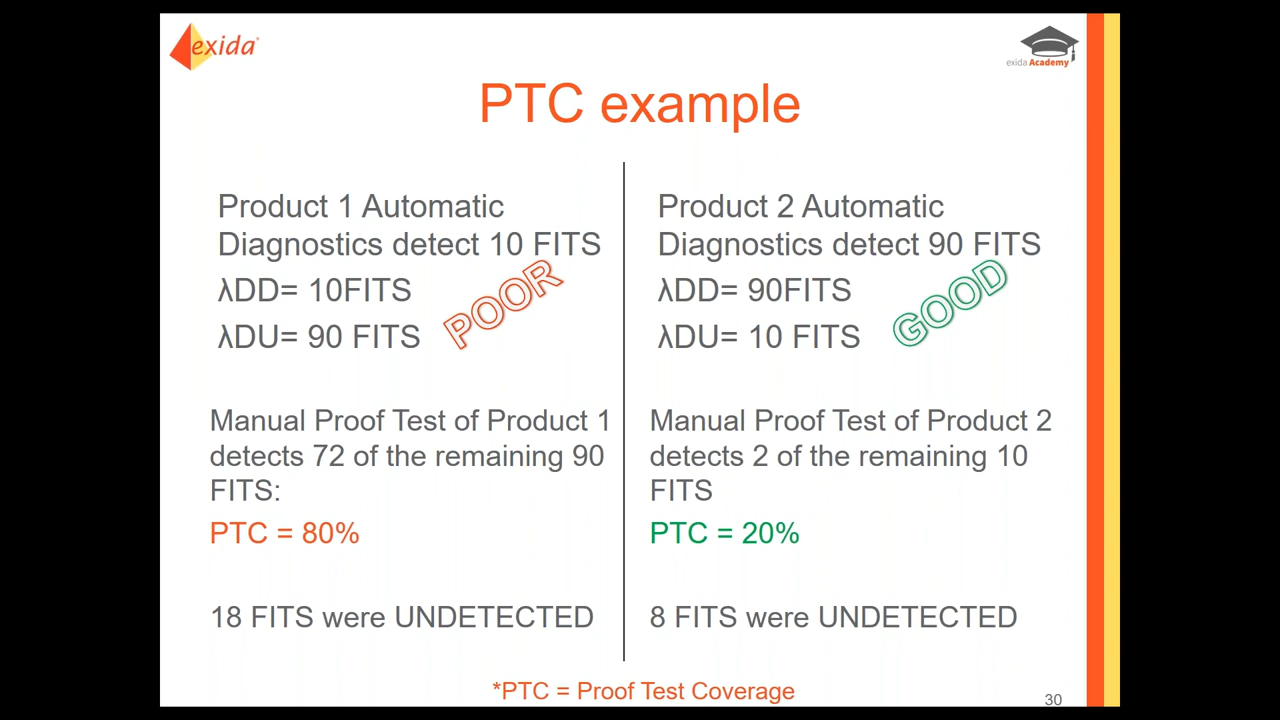 exida
exida Academy
PTC example
Product 1 Automatic
Diagnostics detect 10 FITS
λDD= 10FITS
λDU= 90 FITS
POOR
Manual Proof Test of Product 1
detects 72 of the remaining 90
FITS:
PTC = 80%
18 FITS were UNDETECTED
Product 2 Automatic
Diagnostics detect 90 FITS
λDD= 90FITS
λDU= 10 FITS
GOOD
Manual Proof Test of Product 2
detects 2 of the remaining 10
FITS
PTC = 20%
8 FITS were UNDETECTED
*PTC = Proof Test Coverage
30